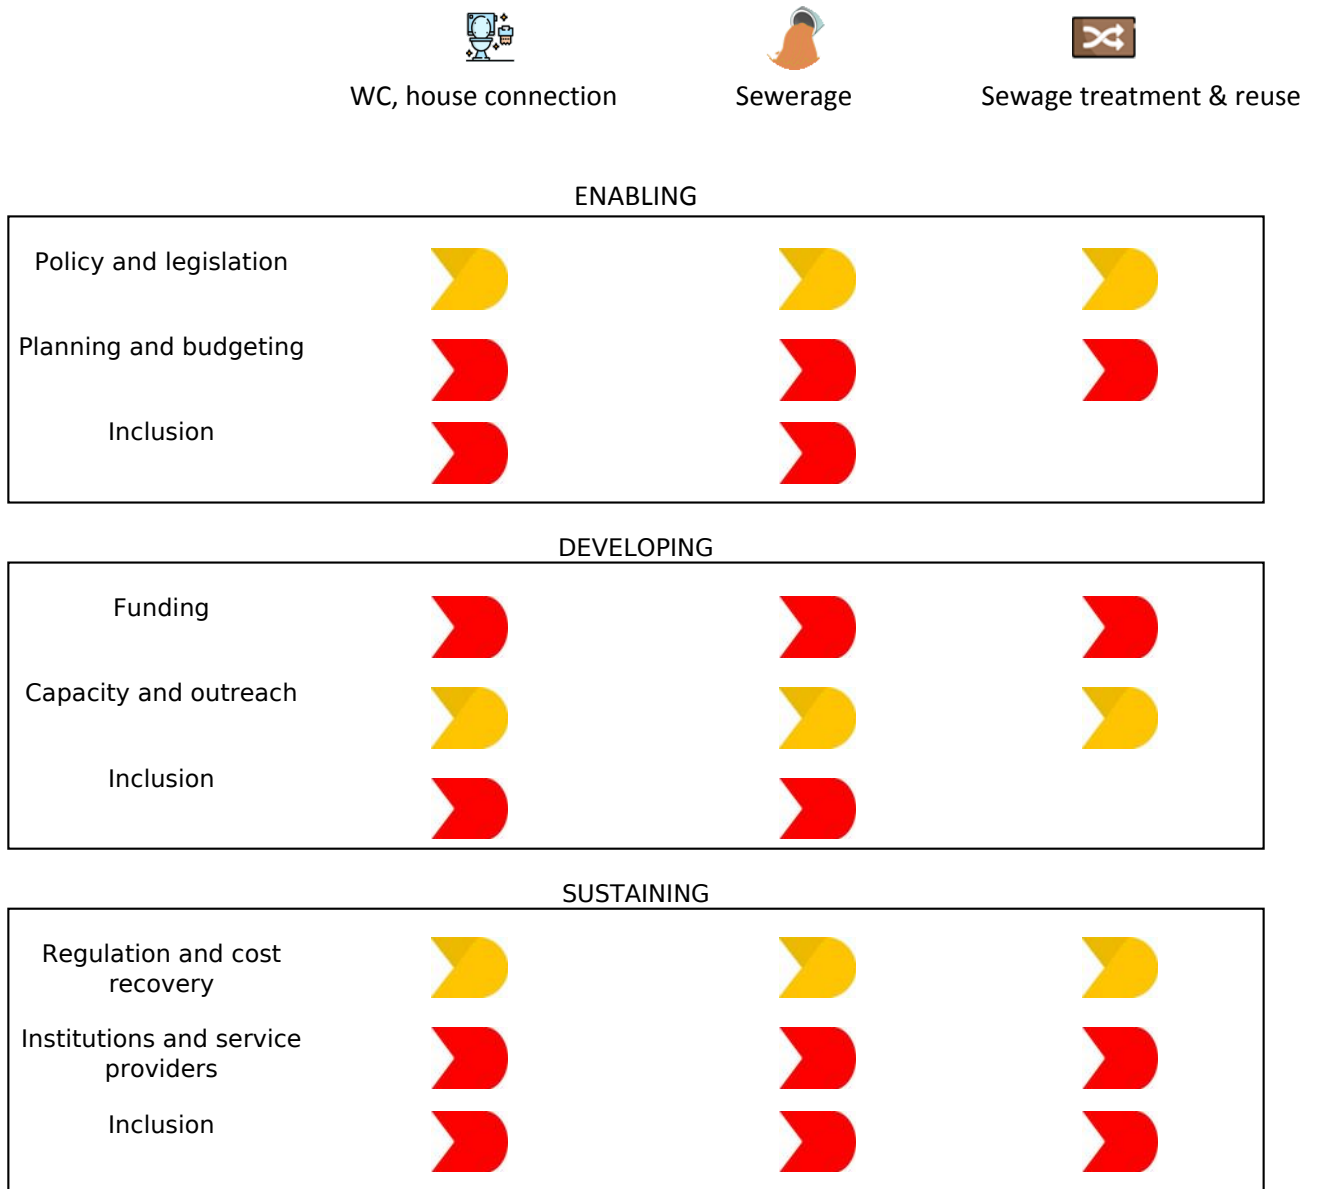 WC, house connection
Sewerage
Sewage treatment & reuse
ENABLING
Policy and legislation
Planning and budgeting
Inclusion
DEVELOPING
Funding
Capacity and outreach
Inclusion
SUSTAINING
Regulation and cost
recovery
Institutions and service
providers
Inclusion